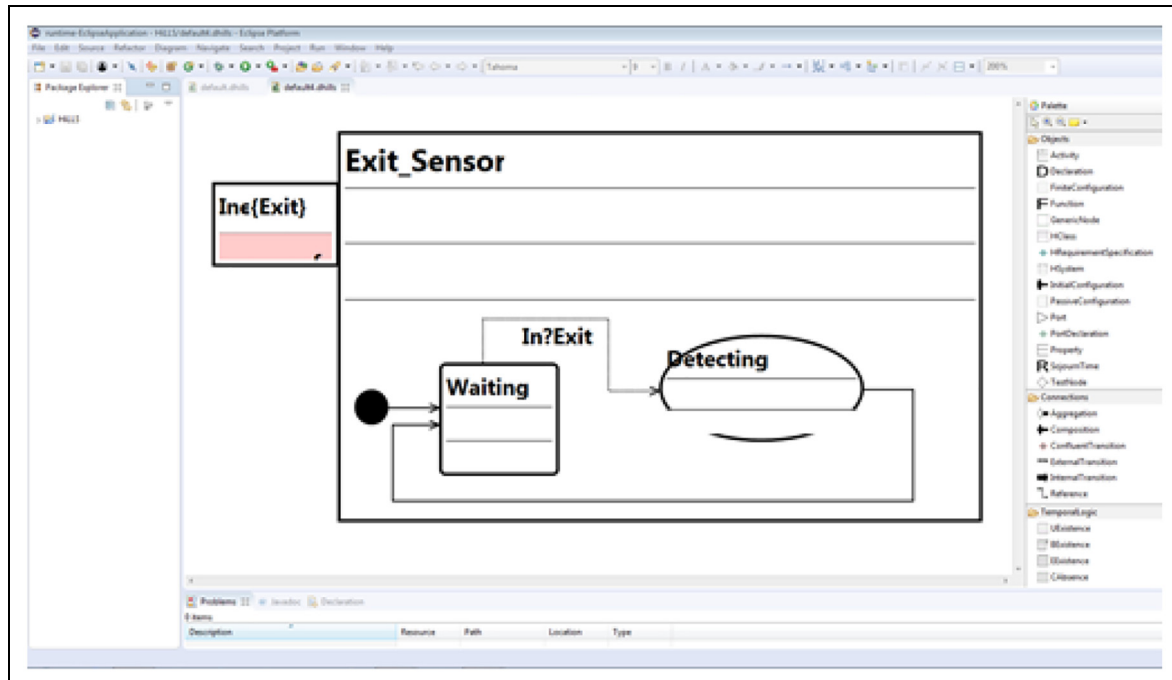 runtime-EclipseApplication - HiLLS/default4.dhills - Eclipse Platform
File Edit Source Refactor Diagram Navigate Search Project Run Window Help
Tahoma 9 200%
Package Explorer
default.dhills default4.dhills
HiLLS
Exit_Sensor
Inϵ{Exit}
In?Exit
Waiting
Detecting
Palette
Objects
Activity
Declaration
FiniteConfiguration
Function
GenericNode
HClass
HRequirementSpecification
HSystem
InitialConfiguration
PassiveConfiguration
Port
PortDeclaration
Property
SojournTime
TestNode
Connections
Aggregation
Composition
ConfluentTransition
ExternalTransition
InternalTransition
Reference
TemporalLogic
UExistence
BExistence
EExistence
CAbsence
Problems Javadoc Declaration
0 items
Description Resource Path Location Type